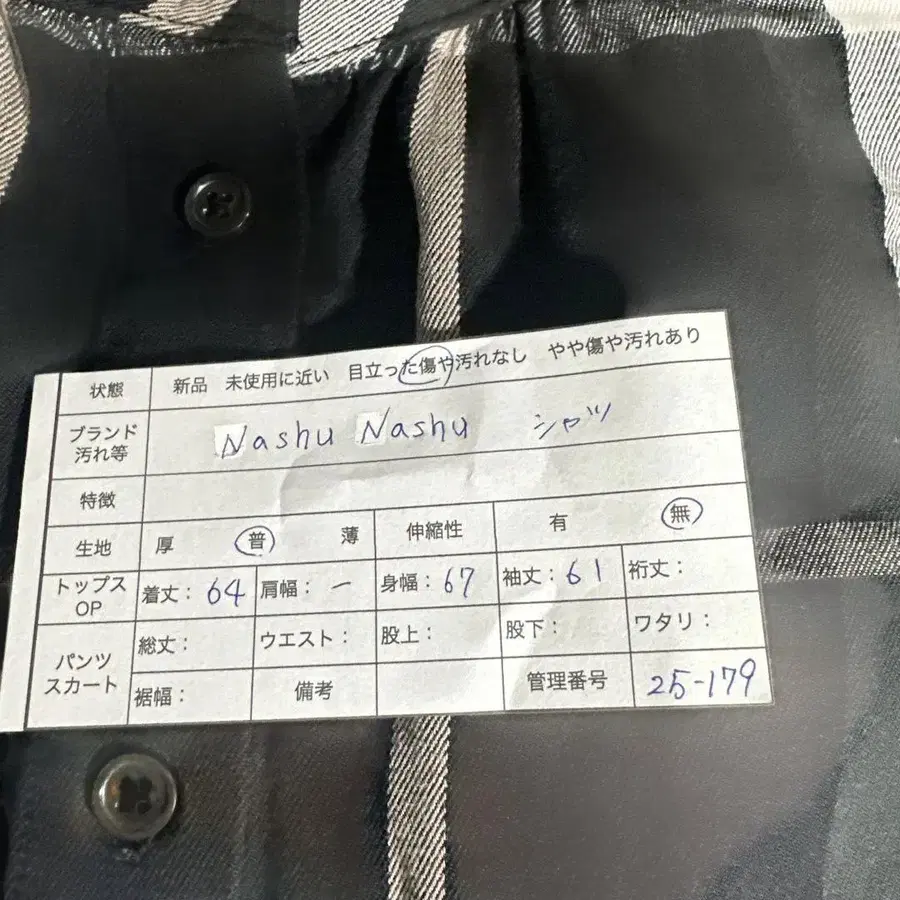 状態 新品 未使用に近い 目立った傷や汚れなし やや傷や汚れあり
ブランド 汚れ等 Nashu Nashu シャツ
特徴
生地 厚 普 薄 伸縮性 有 無
トップス OP 着丈: 64 肩幅: ー 身幅: 67 袖丈: 61 裄丈:
パンツ スカート 総丈: ウエスト: 股上: 股下: ワタリ:
裾幅: 備考 管理番号 25-179